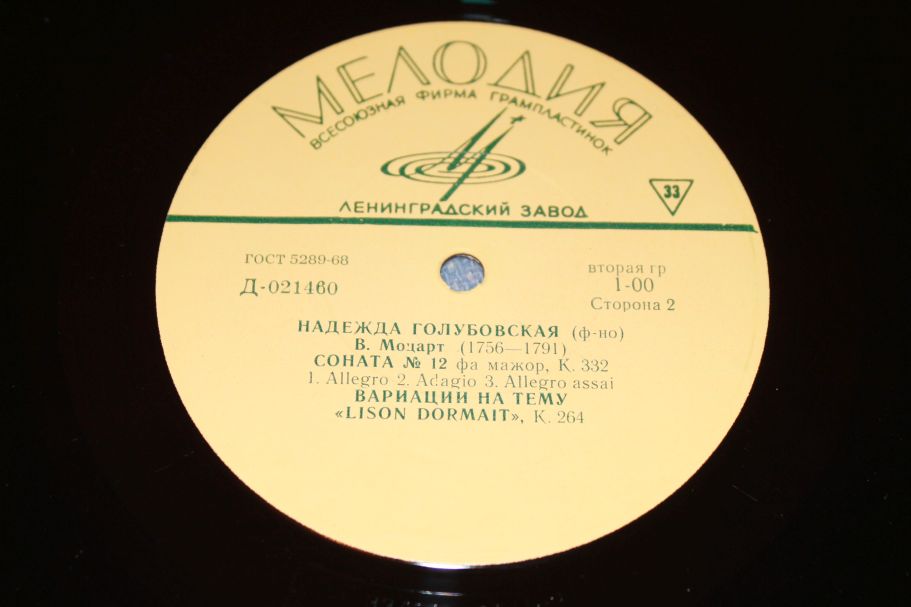 МЕЛОДИЯ
ВСЕСОЮЗНАЯ ФИРМА ГРАМПЛАСТИНОК
33
ЛЕНИНГРАДСКИЙ ЗАВОД
ГОСТ 5289-68
Д-021460
вторая гр
1-00
Сторона 2
НАДЕЖДА ГОЛУБОВСКАЯ (ф-но)
В. Моцарт (1756—1791)
СОНАТА № 12 фа мажор, К. 332
1. Allegro 2. Adagio 3. Allegro assai
ВАРИАЦИИ НА ТЕМУ
«LISON DORMAIT», К. 264